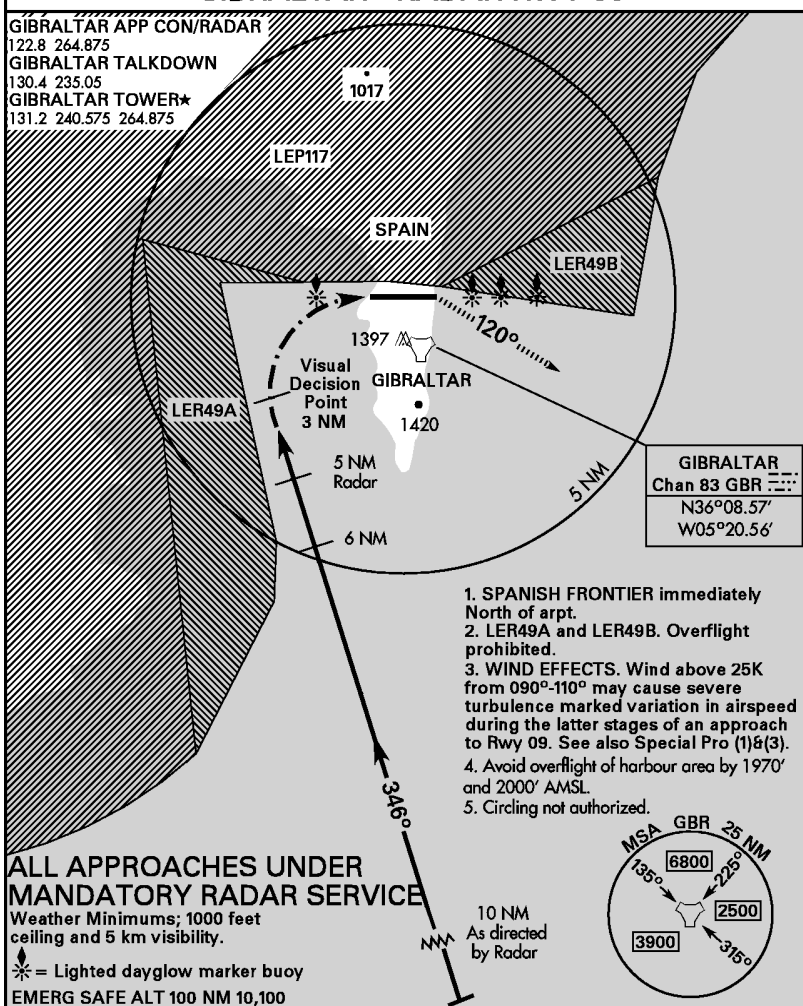 GIBRALTAR APP CON/RADAR
122.8 264.875
GIBRALTAR TALKDOWN
130.4 235.05
GIBRALTAR TOWER★
131.2 240.575 264.875
1017
LEP117
SPAIN
LER49B
120°
1397
Visual
Decision
Point
3 NM
GIBRALTAR
LER49A
1420
5 NM
Radar
5 NM
6 NM
GIBRALTAR
Chan 83 GBR
N36°08.57'
W05°20.56'
1. SPANISH FRONTIER immediately
North of arpt.
2. LER49A and LER49B. Overflight
prohibited.
3. WIND EFFECTS. Wind above 25K
from 090°-110° may cause severe
turbulence marked variation in airspeed
during the latter stages of an approach
to Rwy 09. See also Special Pro (1)&(3).
4. Avoid overflight of harbour area by 1970'
and 2000' AMSL.
5. Circling not authorized.
346°
MSA GBR 25 NM
6800
135°
225°
2500
3900
315°
10 NM
As directed
by Radar
ALL APPROACHES UNDER
MANDATORY RADAR SERVICE
Weather Minimums; 1000 feet
ceiling and 5 km visibility.
= Lighted dayglow marker buoy
EMERG SAFE ALT 100 NM 10,100